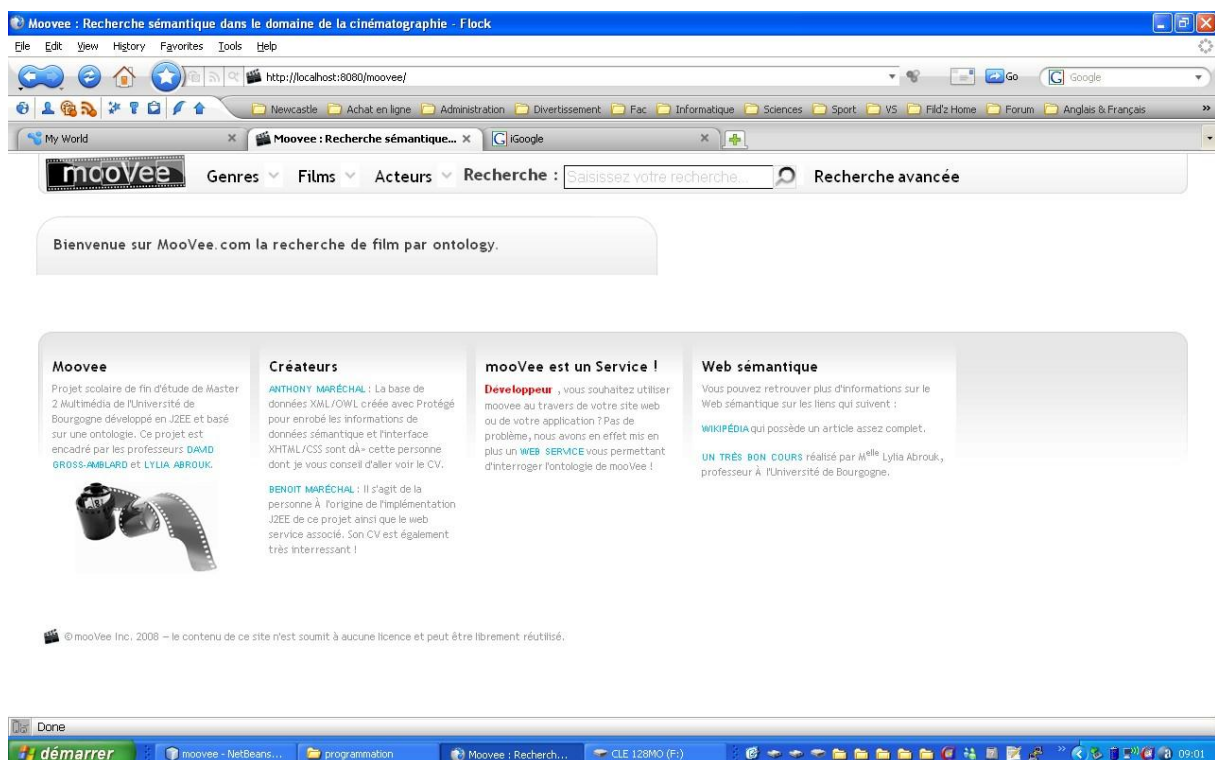 Moovee : Recherche sémantique dans le domaine de la cinématographie - Flock
File Edit View History Favorites Tools Help
http://localhost:8080/moovee/ Go Google
Newcastle Achat en ligne Administration Divertissement Fac Informatique Sciences Sport VS Fild'z Home Forum Anglais & Français »
My World Moovee : Recherche sémantique... iGoogle
mooVee Genres Films Acteurs Recherche : Saisissez votre recherche... Recherche avancée
Bienvenue sur MooVee.com la recherche de film par ontology.
Moovee
Projet scolaire de fin d'étude de Master
2 Multimédia de l'Université de
Bourgogne développé en J2EE et basé
sur une ontologie. Ce projet est
encadré par les professeurs DAVID
GROSS-AMBLARD et LYLIA ABROUK.
Créateurs
ANTHONY MARÉCHAL : La base de
données XML/OWL créée avec Protégé
pour enrobé les informations de
données sémantique et l'interface
XHTML/CSS sont dÀ» cette personne
dont je vous conseil d'aller voir le CV.
BENOIT MARÉCHAL : Il s'agit de la
personne À l'origine de l'implémentation
J2EE de ce projet ainsi que le web
service associé. Son CV est également
très interressant !
mooVee est un Service !
Développeur , vous souhaitez utiliser
moovee au travers de votre site web
ou de votre application ? Pas de
problème, nous avons en effet mis en
plus un WEB SERVICE vous permettant
d'interroger l'ontologie de mooVee !
Web sémantique
Vous pouvez retrouver plus d'informations sur le
Web sémantique sur les liens qui suivent :
WIKIPÉDIA qui possède un article assez complet.
UN TRÈS BON COURS réalisé par Melle Lylia Abrouk,
professeur À l'Université de Bourgogne.
© mooVee Inc. 2008 – le contenu de ce site n'est soumit à aucune licence et peut être librement réutilisé.
Done
démarrer moovee - NetBeans... programmation Moovee : Recherch... CLE 128MO (F:) 09:01